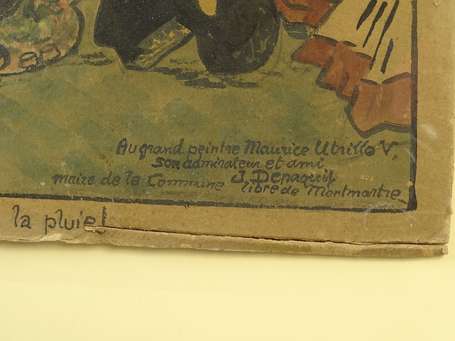 Au grand peintre Maurice Utrillo V.
son admirateur et ami
J. Depaquit
maire de la Commune libre de Montmartre
la pluie!